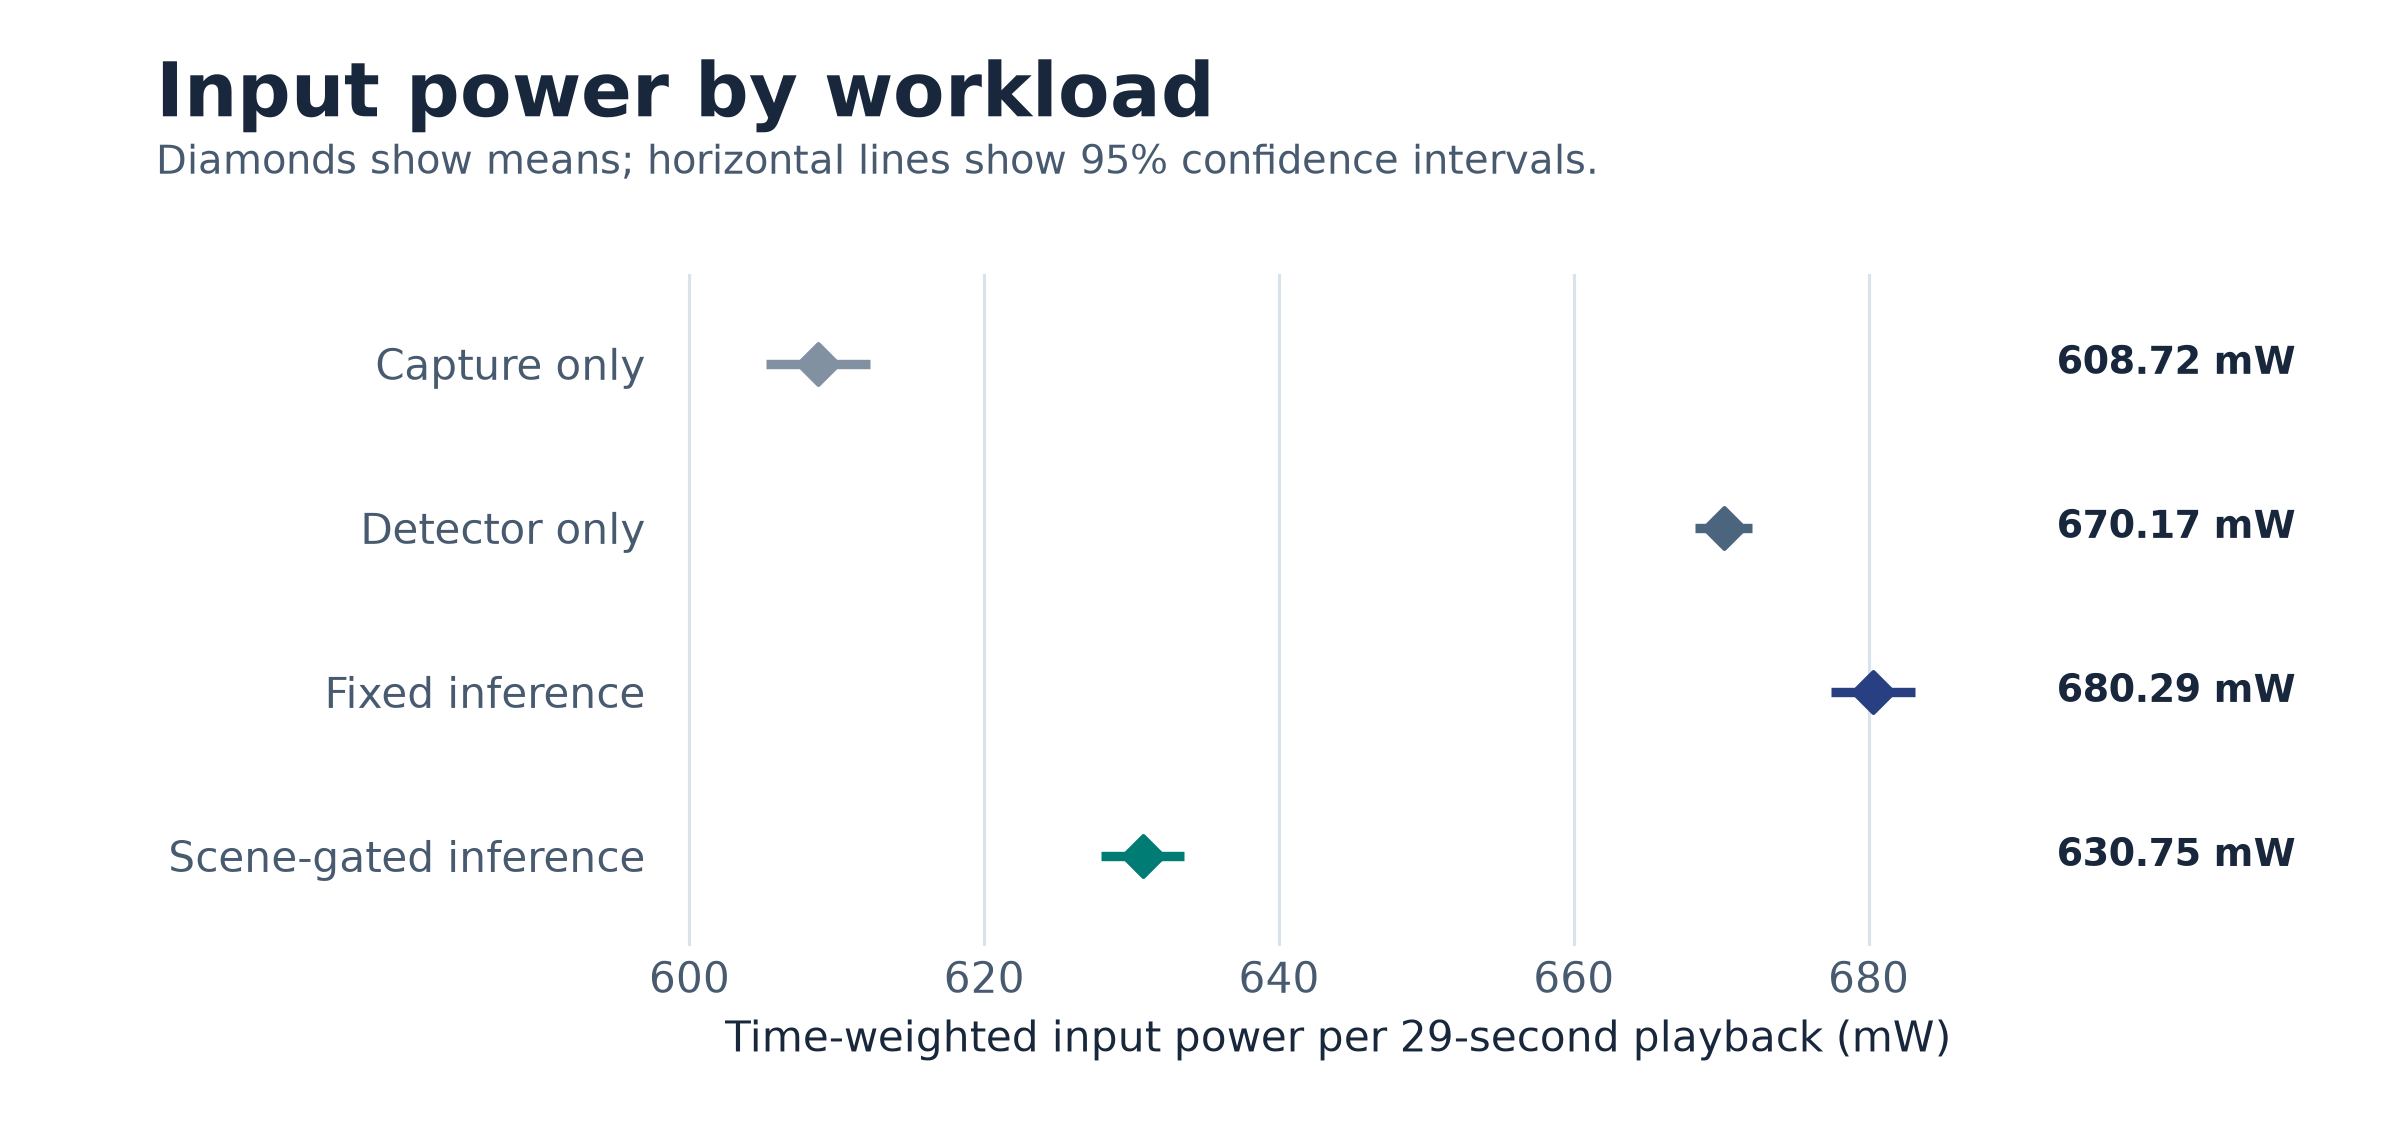 Input power by workload
Diamonds show means; horizontal lines show 95% confidence intervals.
Capture only 608.72 mW
Detector only 670.17 mW
Fixed inference 680.29 mW
Scene-gated inference 630.75 mW
600 620 640 660 680
Time-weighted input power per 29-second playback (mW)